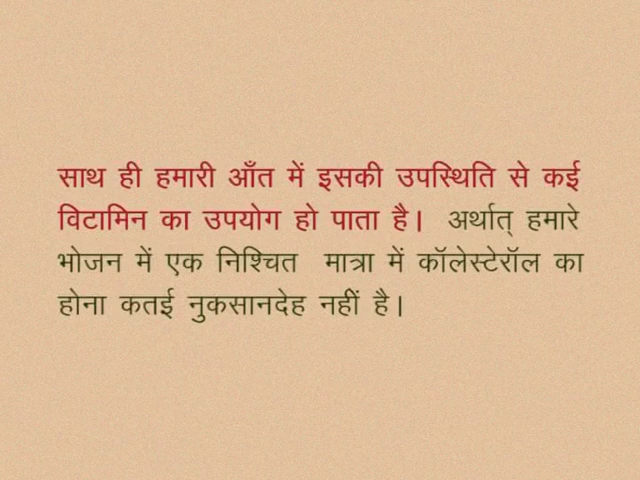 साथ ही हमारी आँत में इसकी उपस्थिति से कई
विटामिन का उपयोग हो पाता है। अर्थात् हमारे
भोजन में एक निश्चित मात्रा में कॉलेस्टेरॉल का
होना कतई नुकसानदेह नहीं है।